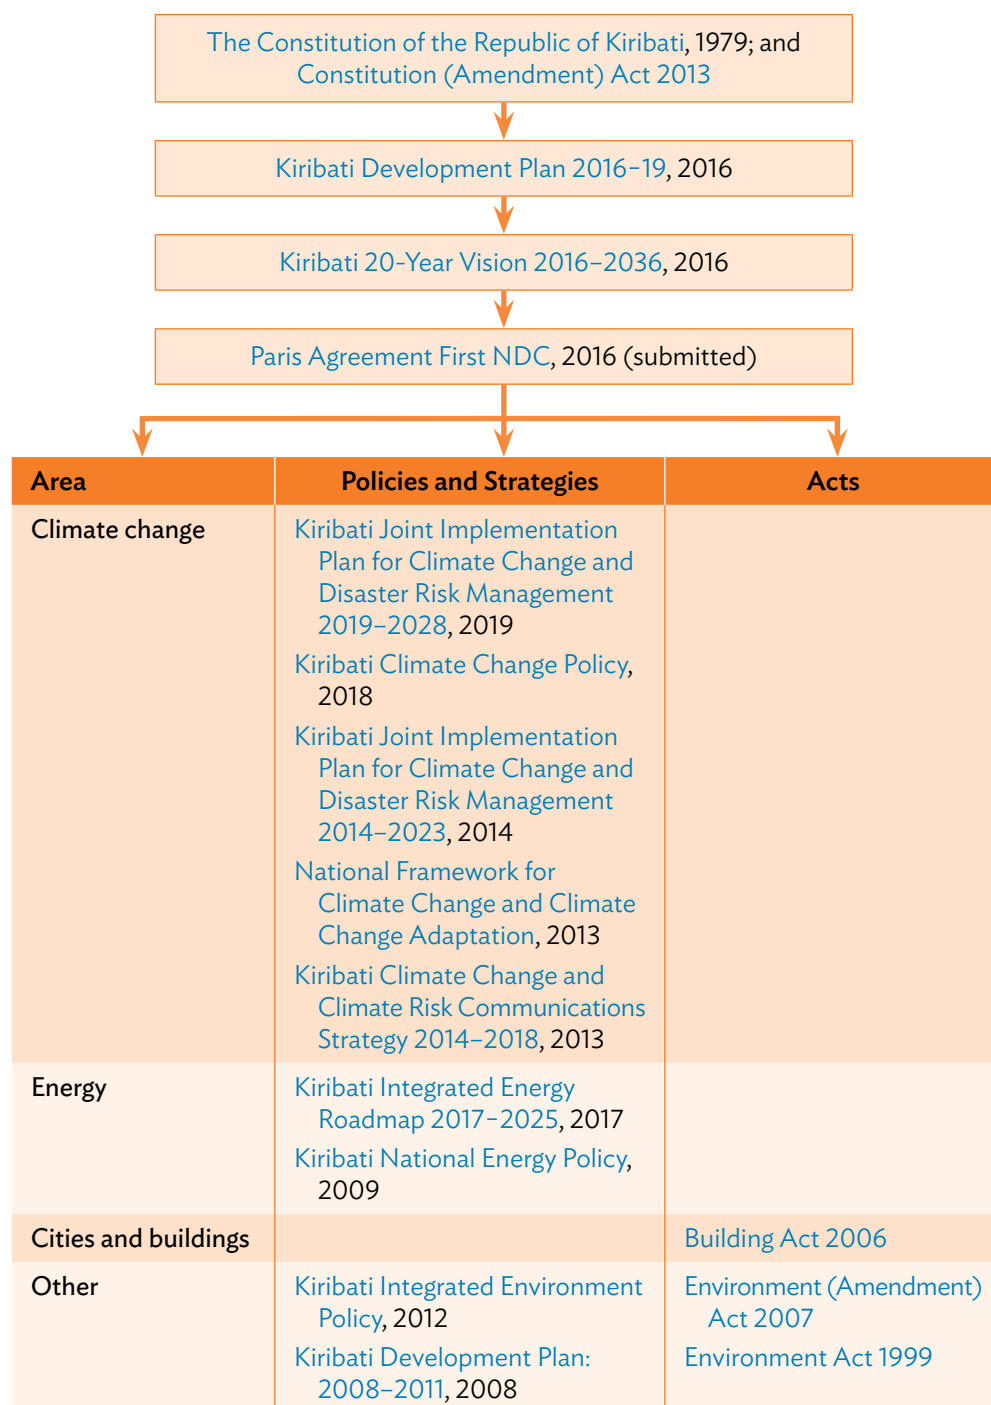 The Constitution of the Republic of Kiribati, 1979; and
Constitution (Amendment) Act 2013
Kiribati Development Plan 2016–19, 2016
Kiribati 20-Year Vision 2016–2036, 2016
Paris Agreement First NDC, 2016 (submitted)
Area
Policies and Strategies
Acts
Climate change
Kiribati Joint Implementation
Plan for Climate Change and
Disaster Risk Management
2019–2028, 2019
Kiribati Climate Change Policy,
2018
Kiribati Joint Implementation
Plan for Climate Change and
Disaster Risk Management
2014–2023, 2014
National Framework for
Climate Change and Climate
Change Adaptation, 2013
Kiribati Climate Change and
Climate Risk Communications
Strategy 2014–2018, 2013
Energy
Kiribati Integrated Energy
Roadmap 2017–2025, 2017
Kiribati National Energy Policy,
2009
Cities and buildings
Building Act 2006
Other
Kiribati Integrated Environment
Policy, 2012
Kiribati Development Plan:
2008–2011, 2008
Environment (Amendment)
Act 2007
Environment Act 1999